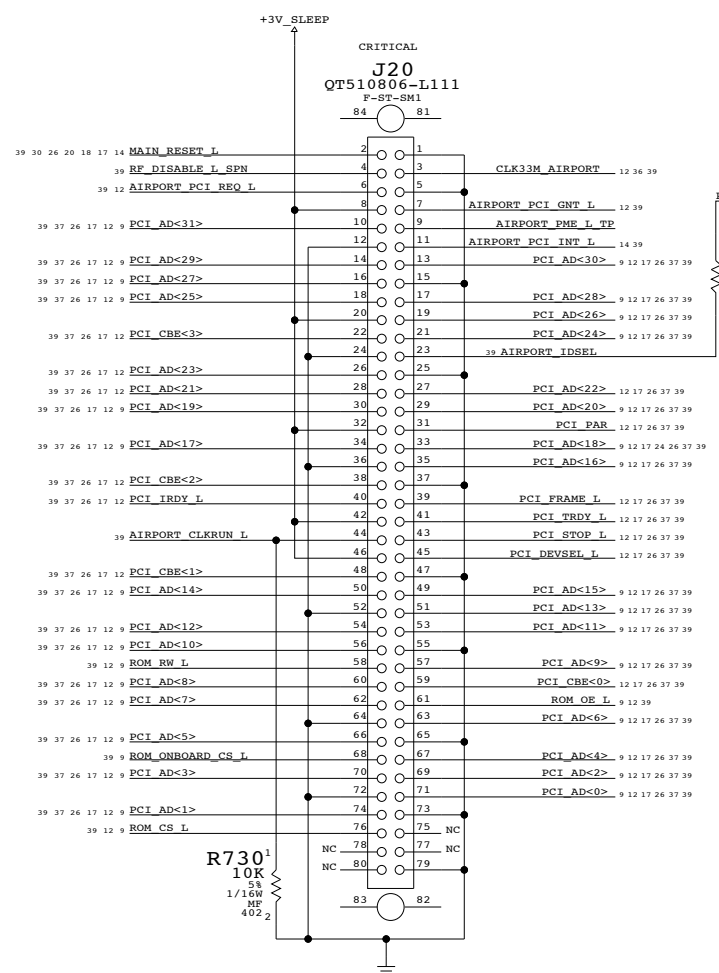 +3V_SLEEP
CRITICAL
J20
QT510806-L111
F-ST-SM1
84 81
39 30 26 20 18 17 14 MAIN_RESET_L 2 1
39 RF_DISABLE_L_SPN 4 3 CLK33M_AIRPORT 12 36 39
39 12 AIRPORT_PCI_REQ_L 6 5
8 7 AIRPORT_PCI_GNT_L 12 39
39 37 26 17 12 9 PCI_AD<31> 10 9 AIRPORT_PME_L_TP
12 11 AIRPORT_PCI_INT_L 14 39
39 37 26 17 12 9 PCI_AD<29> 14 13 PCI_AD<30> 9 12 17 26 37 39
39 37 26 17 12 9 PCI_AD<27> 16 15
39 37 26 17 12 9 PCI_AD<25> 18 17 PCI_AD<28> 9 12 17 26 37 39
20 19 PCI_AD<26> 9 12 17 26 37 39
39 37 26 17 12 PCI_CBE<3> 22 21 PCI_AD<24> 9 12 17 26 37 39
24 23 39 AIRPORT_IDSEL
39 37 26 17 12 PCI_AD<23> 26 25
39 37 26 17 12 PCI_AD<21> 28 27 PCI_AD<22> 12 17 26 37 39
39 37 26 17 12 9 PCI_AD<19> 30 29 PCI_AD<20> 9 12 17 26 37 39
32 31 PCI_PAR 12 17 26 37 39
39 37 26 17 12 9 PCI_AD<17> 34 33 PCI_AD<18> 9 12 17 24 26 37 39
36 35 PCI_AD<16> 9 12 17 26 37 39
39 37 26 17 12 PCI_CBE<2> 38 37
39 37 26 17 12 PCI_IRDY_L 40 39 PCI_FRAME_L 12 17 26 37 39
42 41 PCI_TRDY_L 12 17 26 37 39
39 AIRPORT_CLKRUN_L 44 43 PCI_STOP_L 12 17 26 37 39
46 45 PCI_DEVSEL_L 12 17 26 37 39
39 37 26 17 12 PCI_CBE<1> 48 47
39 37 26 17 12 9 PCI_AD<14> 50 49 PCI_AD<15> 9 12 17 26 37 39
52 51 PCI_AD<13> 9 12 17 26 37 39
39 37 26 17 12 9 PCI_AD<12> 54 53 PCI_AD<11> 9 12 17 26 37 39
39 37 26 17 12 9 PCI_AD<10> 56 55
39 12 9 ROM_RW_L 58 57 PCI_AD<9> 9 12 17 26 37 39
39 37 26 17 12 9 PCI_AD<8> 60 59 PCI_CBE<0> 12 17 26 37 39
39 37 26 17 12 9 PCI_AD<7> 62 61 ROM_OE_L 9 12 39
64 63 PCI_AD<6> 9 12 17 26 37 39
39 37 26 17 12 9 PCI_AD<5> 66 65
39 9 ROM_ONBOARD_CS_L 68 67 PCI_AD<4> 9 12 17 26 37 39
39 37 26 17 12 9 PCI_AD<3> 70 69 PCI_AD<2> 9 12 17 26 37 39
72 71 PCI_AD<0> 9 12 17 26 37 39
39 37 26 17 12 9 PCI_AD<1> 74 73
39 12 9 ROM_CS_L 76 75 NC
NC 78 77 NC
NC 80 79
R730 1
10K
5%
1/16W
MF
402 2
83 82